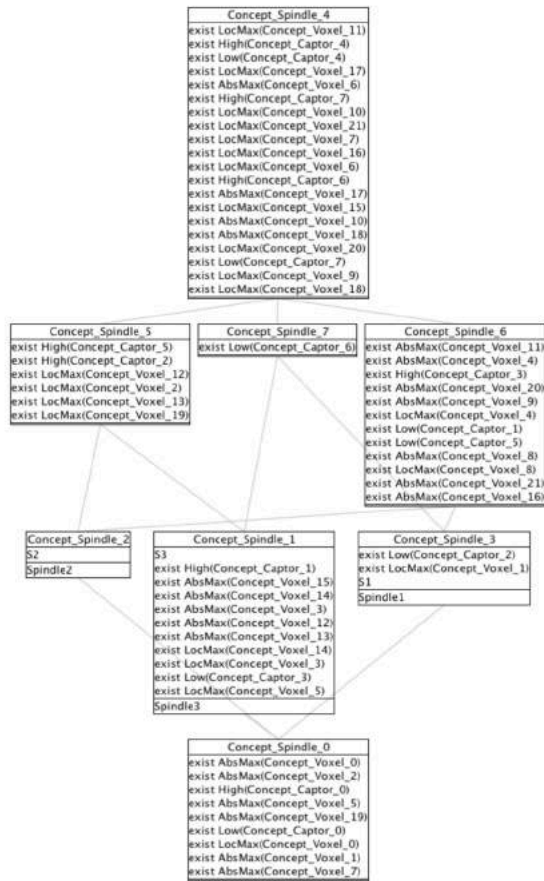 Concept_Spindle_4
exist LocMax(Concept_Voxel_11)
exist High(Concept_Captor_4)
exist Low(Concept_Captor_4)
exist LocMax(Concept_Voxel_17)
exist AbsMax(Concept_Voxel_6)
exist High(Concept_Captor_7)
exist LocMax(Concept_Voxel_10)
exist LocMax(Concept_Voxel_21)
exist LocMax(Concept_Voxel_7)
exist LocMax(Concept_Voxel_16)
exist LocMax(Concept_Voxel_6)
exist High(Concept_Captor_6)
exist AbsMax(Concept_Voxel_17)
exist LocMax(Concept_Voxel_15)
exist AbsMax(Concept_Voxel_10)
exist AbsMax(Concept_Voxel_18)
exist LocMax(Concept_Voxel_20)
exist Low(Concept_Captor_7)
exist LocMax(Concept_Voxel_9)
exist LocMax(Concept_Voxel_18)
Concept_Spindle_5
exist High(Concept_Captor_5)
exist High(Concept_Captor_2)
exist LocMax(Concept_Voxel_12)
exist LocMax(Concept_Voxel_2)
exist LocMax(Concept_Voxel_13)
exist LocMax(Concept_Voxel_19)
Concept_Spindle_7
exist Low(Concept_Captor_6)
Concept_Spindle_6
exist AbsMax(Concept_Voxel_11)
exist AbsMax(Concept_Voxel_4)
exist High(Concept_Captor_3)
exist AbsMax(Concept_Voxel_20)
exist AbsMax(Concept_Voxel_9)
exist LocMax(Concept_Voxel_4)
exist Low(Concept_Captor_1)
exist Low(Concept_Captor_5)
exist AbsMax(Concept_Voxel_8)
exist LocMax(Concept_Voxel_8)
exist AbsMax(Concept_Voxel_21)
exist AbsMax(Concept_Voxel_16)
Concept_Spindle_2
S2
Spindle2
Concept_Spindle_1
S3
exist High(Concept_Captor_1)
exist AbsMax(Concept_Voxel_15)
exist AbsMax(Concept_Voxel_14)
exist AbsMax(Concept_Voxel_3)
exist AbsMax(Concept_Voxel_12)
exist AbsMax(Concept_Voxel_13)
exist LocMax(Concept_Voxel_14)
exist LocMax(Concept_Voxel_3)
exist Low(Concept_Captor_3)
exist LocMax(Concept_Voxel_5)
Spindle3
Concept_Spindle_3
exist Low(Concept_Captor_2)
exist LocMax(Concept_Voxel_1)
S1
Spindle1
Concept_Spindle_0
exist AbsMax(Concept_Voxel_0)
exist AbsMax(Concept_Voxel_2)
exist High(Concept_Captor_0)
exist AbsMax(Concept_Voxel_5)
exist AbsMax(Concept_Voxel_19)
exist Low(Concept_Captor_0)
exist LocMax(Concept_Voxel_0)
exist AbsMax(Concept_Voxel_1)
exist AbsMax(Concept_Voxel_7)